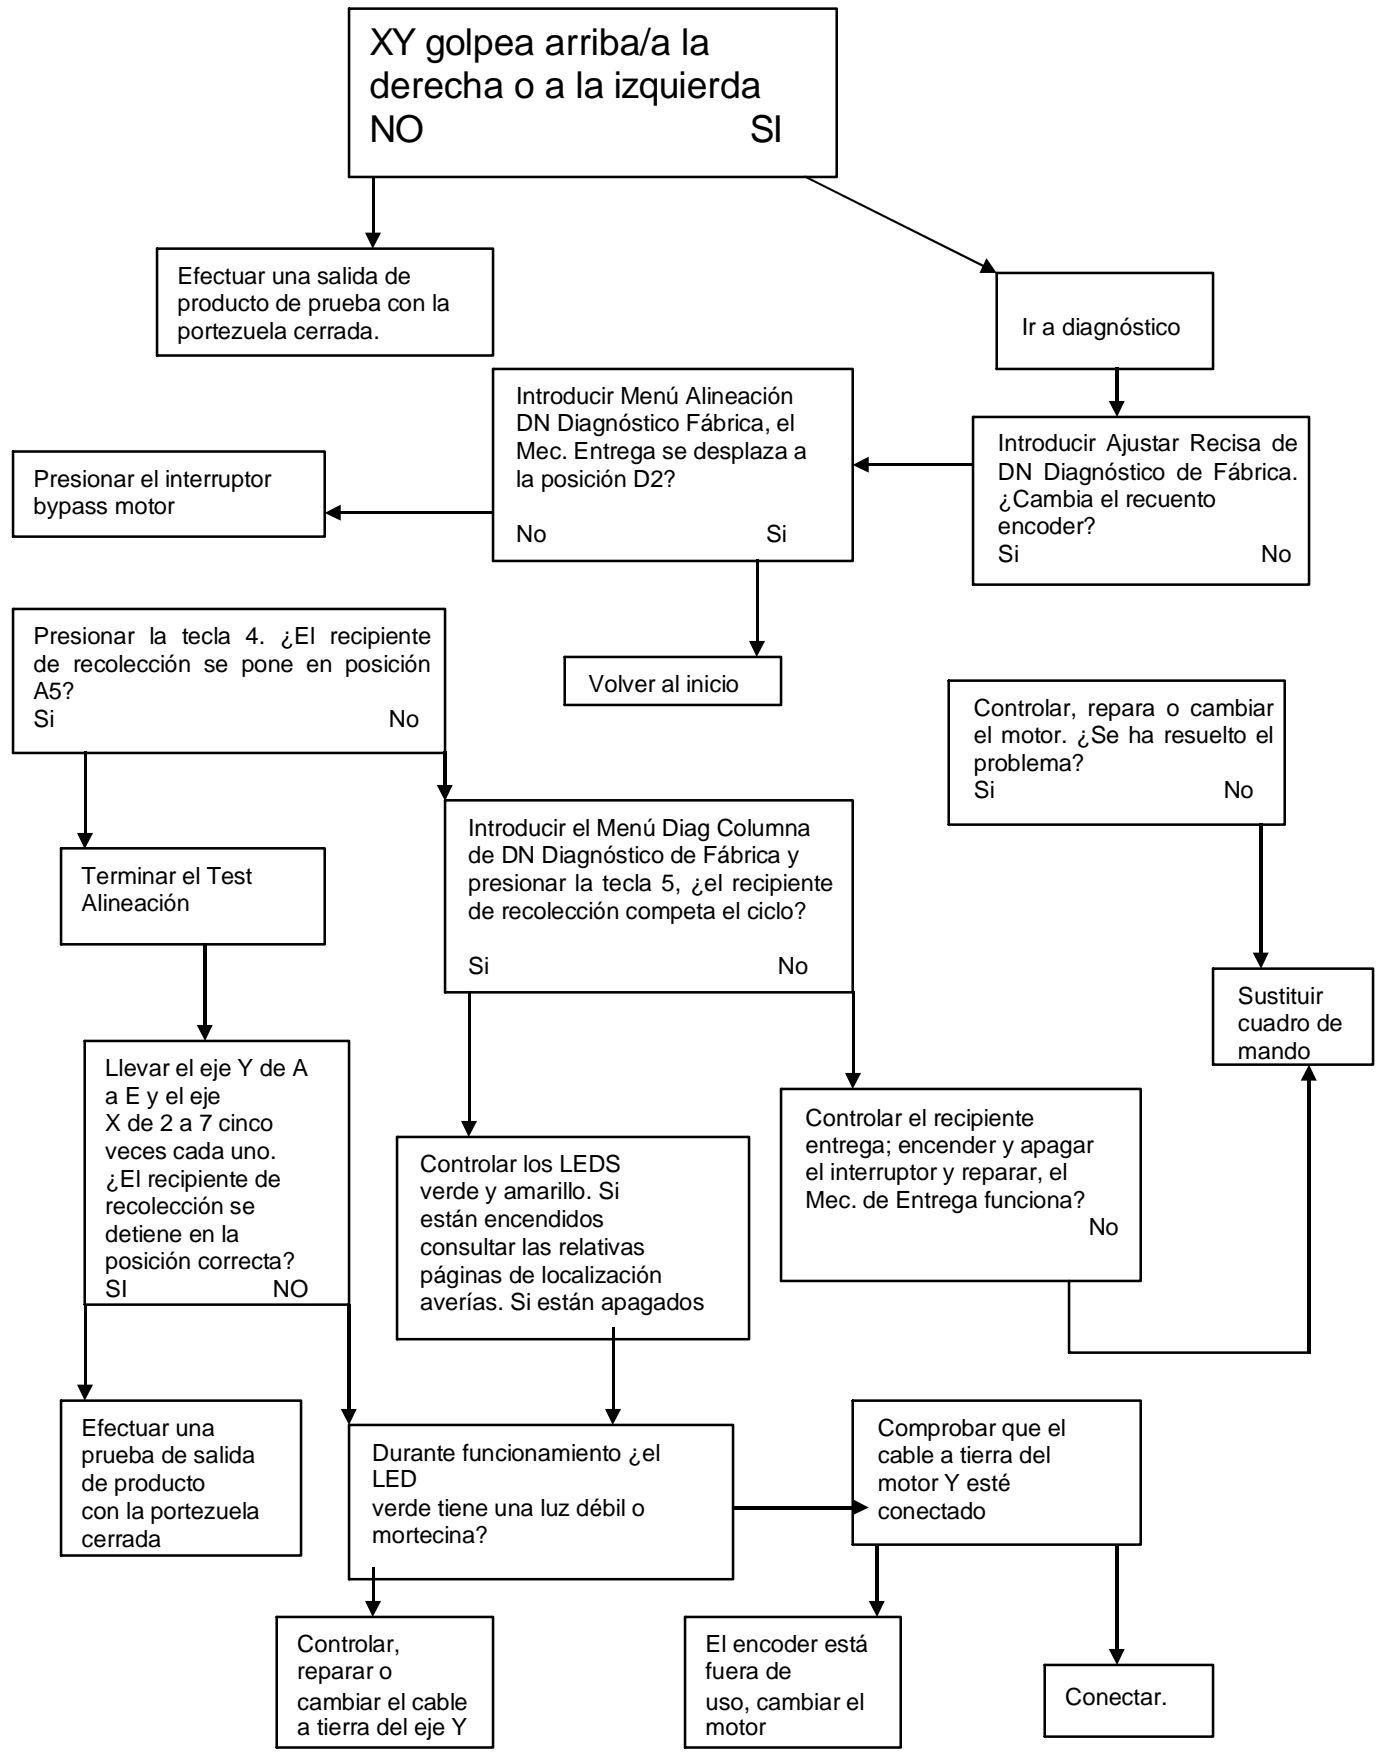 XY golpea arriba/a la
derecha o a la izquierda
NO SI
Efectuar una salida de
producto de prueba con la
portezuela cerrada.
Ir a diagnóstico
Introducir Menú Alineación
DN Diagnóstico Fábrica, el
Mec. Entrega se desplaza a
la posición D2?
No Si
Introducir Ajustar Recisa de
DN Diagnóstico de Fábrica.
¿Cambia el recuento
encoder?
Si No
Presionar el interruptor
bypass motor
Presionar la tecla 4. ¿El recipiente
de recolección se pone en posición
A5?
Si No
Volver al inicio
Controlar, repara o cambiar
el motor. ¿Se ha resuelto el
problema?
Si No
Introducir el Menú Diag Columna
de DN Diagnóstico de Fábrica y
presionar la tecla 5, ¿el recipiente
de recolección competa el ciclo?
Si No
Terminar el Test
Alineación
Sustituir
cuadro de
mando
Llevar el eje Y de A
a E y el eje
X de 2 a 7 cinco
veces cada uno.
¿El recipiente de
recolección se
detiene en la
posición correcta?
SI NO
Controlar los LEDS
verde y amarillo. Si
están encendidos
consultar las relativas
páginas de localización
averías. Si están apagados
Controlar el recipiente
entrega; encender y apagar
el interruptor y reparar, el
Mec. de Entrega funciona?
No
Efectuar una
prueba de salida
de producto
con la portezuela
cerrada
Durante funcionamiento ¿el
LED
verde tiene una luz débil o
mortecina?
Comprobar que el
cable a tierra del
motor Y esté
conectado
Controlar,
reparar o
cambiar el cable
a tierra del eje Y
El encoder está
fuera de
uso, cambiar el
motor
Conectar.